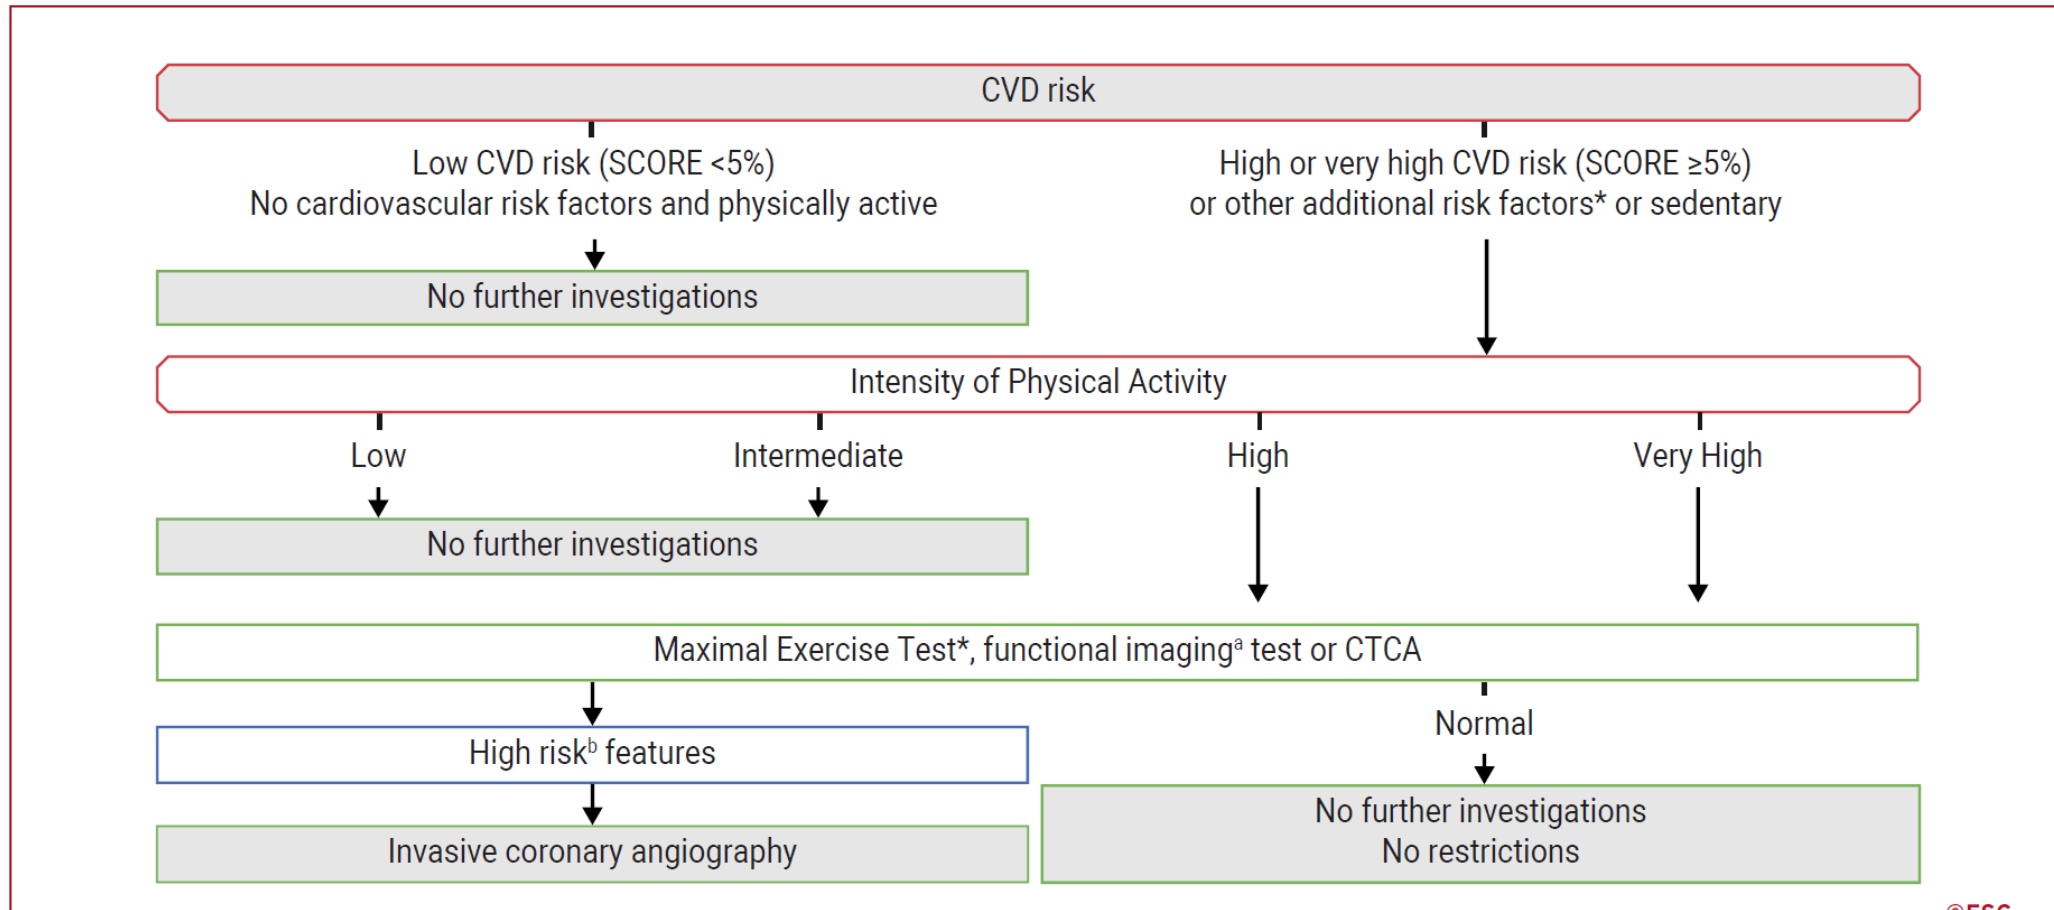 CVD risk
Low CVD risk (SCORE <5%)
No cardiovascular risk factors and physically active
High or very high CVD risk (SCORE ≥5%)
or other additional risk factors* or sedentary
No further investigations
Intensity of Physical Activity
Low
Intermediate
High
Very High
No further investigations
Maximal Exercise Test*, functional imagingᵃ test or CTCA
High riskᵇ features
Normal
Invasive coronary angiography
No further investigations
No restrictions